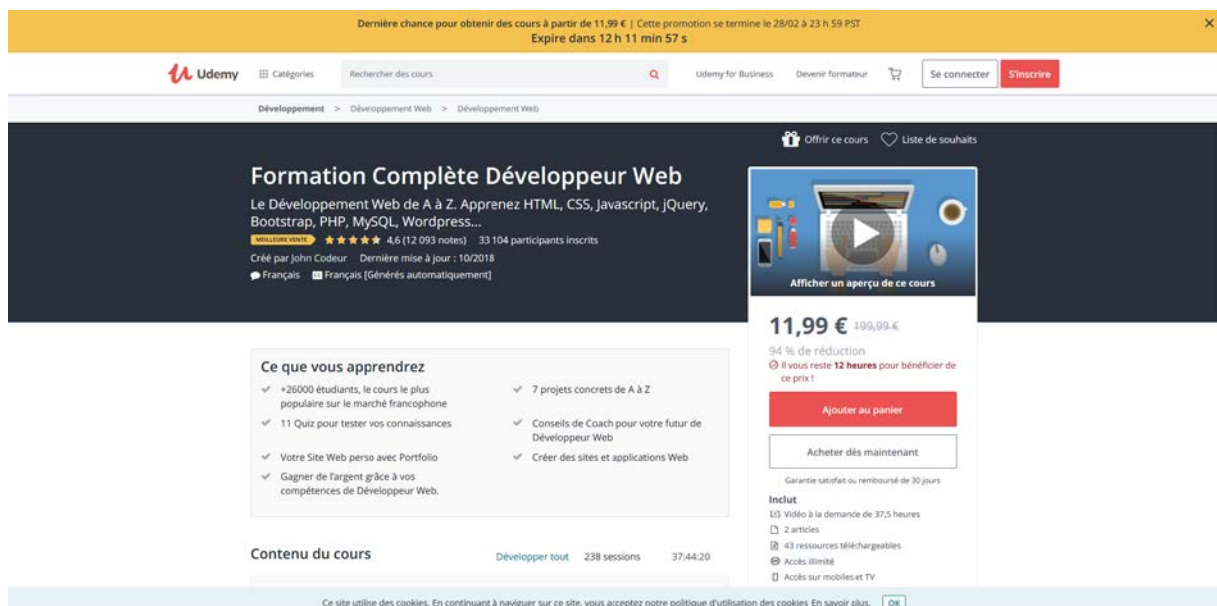 Dernière chance pour obtenir des cours à partir de 11,99 € | Cette promotion se termine le 28/02 à 23 h 59 PST
Expire dans 12 h 11 min 57 s
Udemy
Catégories
Rechercher des cours
Udemy for Business
Devenir formateur
Se connecter
S'inscrire
Développement > Développement Web > Développement Web
Offrir ce cours
Liste de souhaits
Formation Complète Développeur Web
Le Développement Web de A à Z. Apprenez HTML, CSS, Javascript, jQuery,
Bootstrap, PHP, MySQL, Wordpress...
MEILLEURE VENTE 4,6 (12 093 notes) 33 104 participants inscrits
Créé par John Codeur Dernière mise à jour : 10/2018
Français Français [Générés automatiquement]
Afficher un aperçu de ce cours
11,99 € 199,99 €
94 % de réduction
Il vous reste 12 heures pour bénéficier de
ce prix !
Ajouter au panier
Acheter dès maintenant
Garantie satisfait ou remboursé de 30 jours
Inclut
Vidéo à la demande de 37,5 heures
2 articles
43 ressources téléchargeables
Accès illimité
Accès sur mobiles et TV
Ce que vous apprendrez
+26000 étudiants, le cours le plus
populaire sur le marché francophone
7 projets concrets de A à Z
11 Quiz pour tester vos connaissances
Conseils de Coach pour votre futur de
Développeur Web
Votre Site Web perso avec Portfolio
Créer des sites et applications Web
Gagner de l'argent grâce à vos
compétences de Développeur Web.
Contenu du cours
Développer tout
238 sessions
37:44:20
Ce site utilise des cookies. En continuant à naviguer sur ce site, vous acceptez notre politique d'utilisation des cookies En savoir plus.
OK